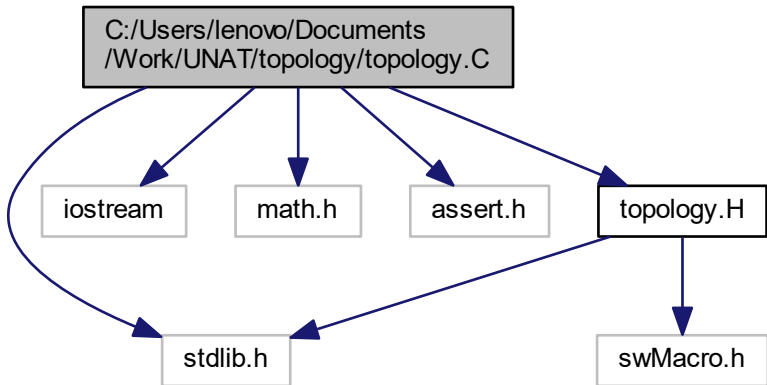 C:/Users/lenovo/Documents
/Work/UNAT/topology/topology.C
iostream
math.h
assert.h
topology.H
stdlib.h
swMacro.h